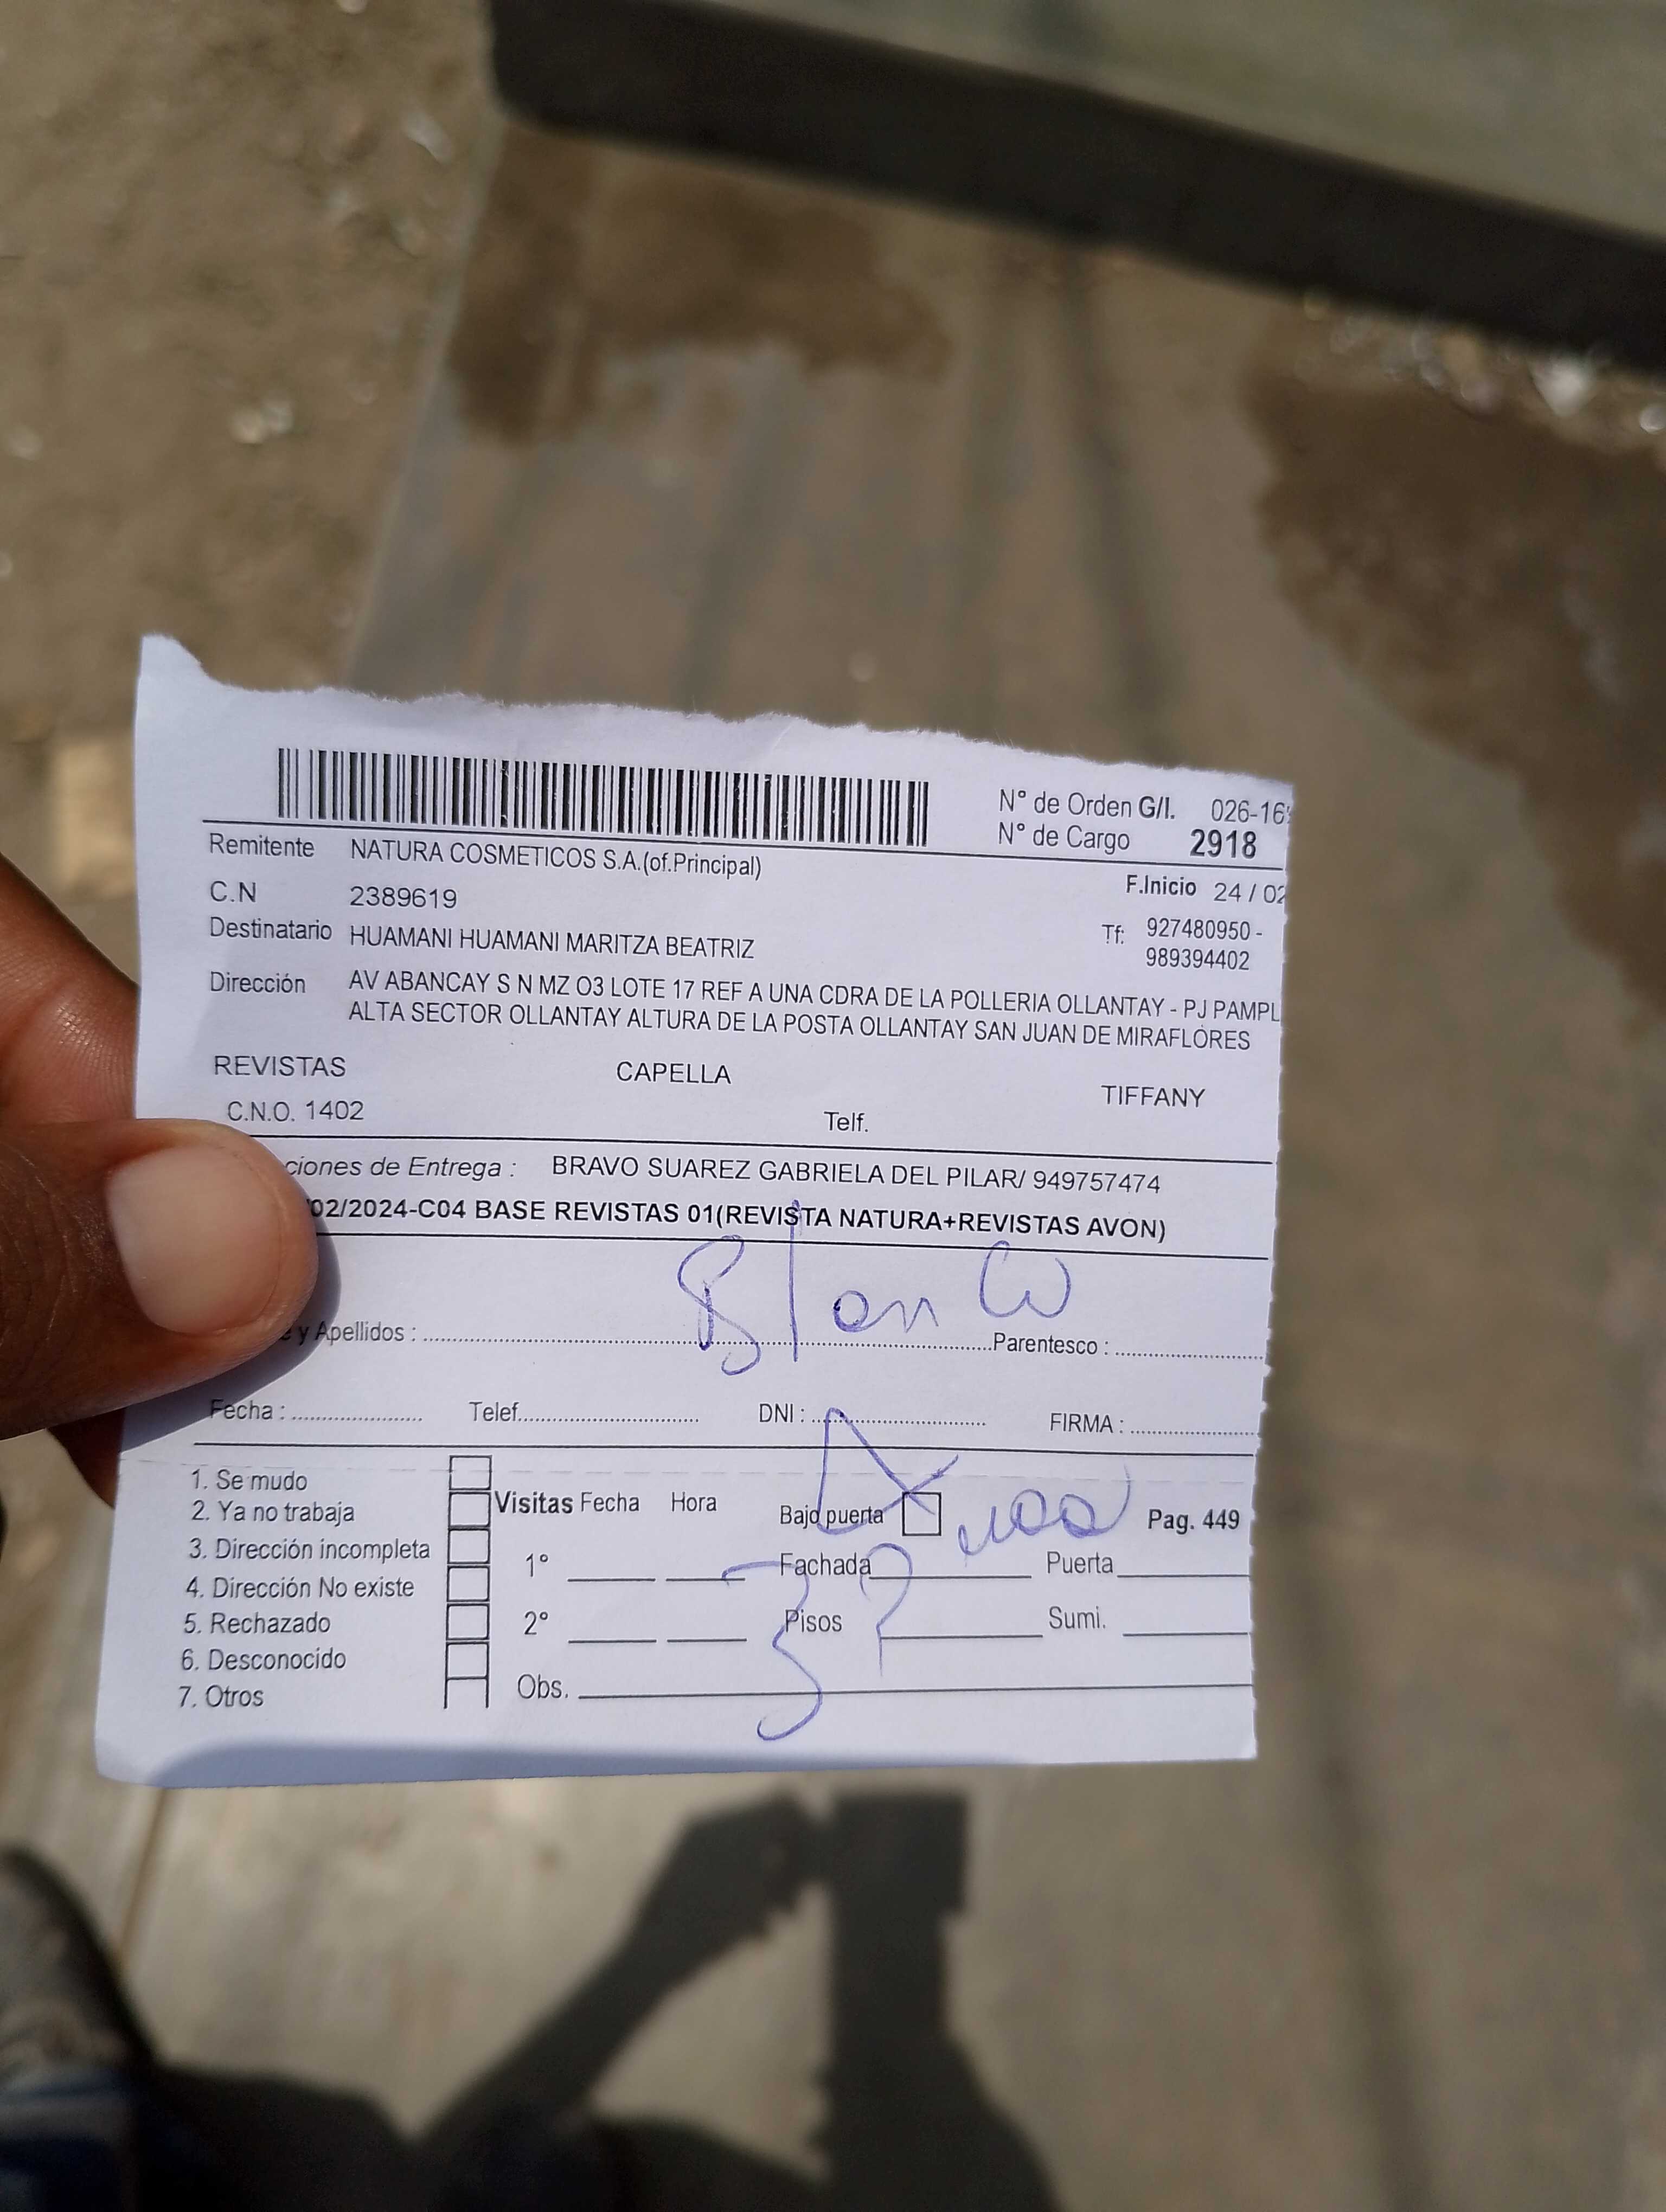 N° de Orden G/I. 026-16
N° de Cargo 2918
Remitente NATURA COSMETICOS S.A.(of.Principal)
F.Inicio 24 / 02
C.N 2389619
Tf: 927480950 -
989394402
Destinatario HUAMANI HUAMANI MARITZA BEATRIZ
Dirección AV ABANCAY S N MZ O3 LOTE 17 REF A UNA CDRA DE LA POLLERIA OLLANTAY - PJ PAMPL
ALTA SECTOR OLLANTAY ALTURA DE LA POSTA OLLANTAY SAN JUAN DE MIRAFLORES
REVISTAS CAPELLA TIFFANY
C.N.O. 1402 Telf.
ciones de Entrega : BRAVO SUAREZ GABRIELA DEL PILAR/ 949757474
/02/2024-C04 BASE REVISTAS 01(REVISTA NATURA+REVISTAS AVON)
Blanco
e y Apellidos : Parentesco :
Fecha : Telef. DNI : FIRMA :
1. Se mudo
2. Ya no trabaja
3. Dirección incompleta
4. Dirección No existe
5. Rechazado
6. Desconocido
7. Otros
Visitas Fecha Hora Bajo puerta Pag. 449
1° Fachada Puerta
2° Pisos Sumi.
Obs.
3P